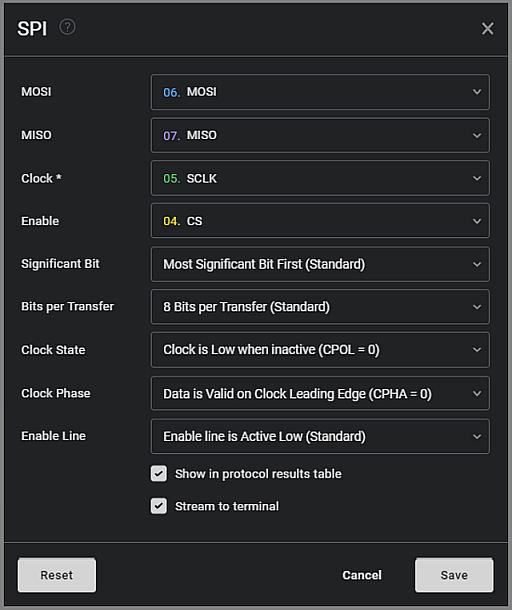 SPI ?
MOSI 06. MOSI
MISO 07. MISO
Clock * 05. SCLK
Enable 04. CS
Significant Bit Most Significant Bit First (Standard)
Bits per Transfer 8 Bits per Transfer (Standard)
Clock State Clock is Low when inactive (CPOL = 0)
Clock Phase Data is Valid on Clock Leading Edge (CPHA = 0)
Enable Line Enable line is Active Low (Standard)
Show in protocol results table
Stream to terminal
Reset Cancel Save